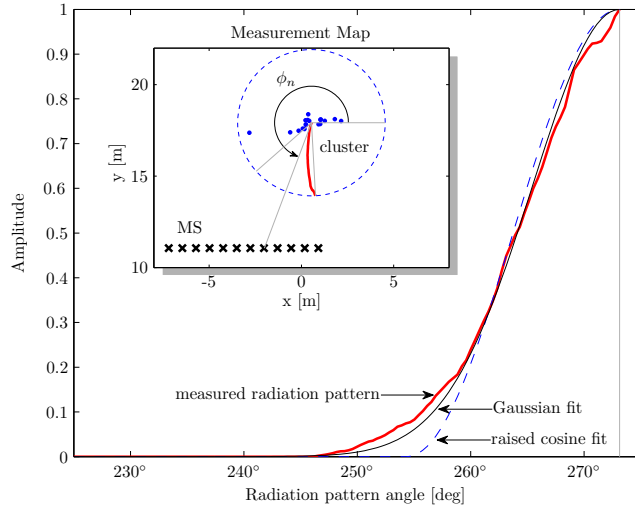 Measurement Map
1
0.9
0.8
0.7
0.6
0.5
0.4
0.3
0.2
0.1
0
Amplitude
20
15
10
y [m]
ϕn
cluster
MS
-5
0
5
x [m]
measured radiation pattern
Gaussian fit
raised cosine fit
230°
240°
250°
260°
270°
Radiation pattern angle [deg]